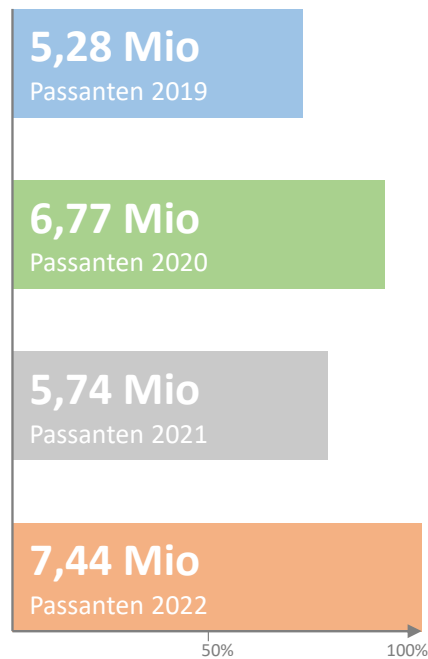 5,28 Mio
Passanten 2019
6,77 Mio
Passanten 2020
5,74 Mio
Passanten 2021
7,44 Mio
Passanten 2022
50% 100%